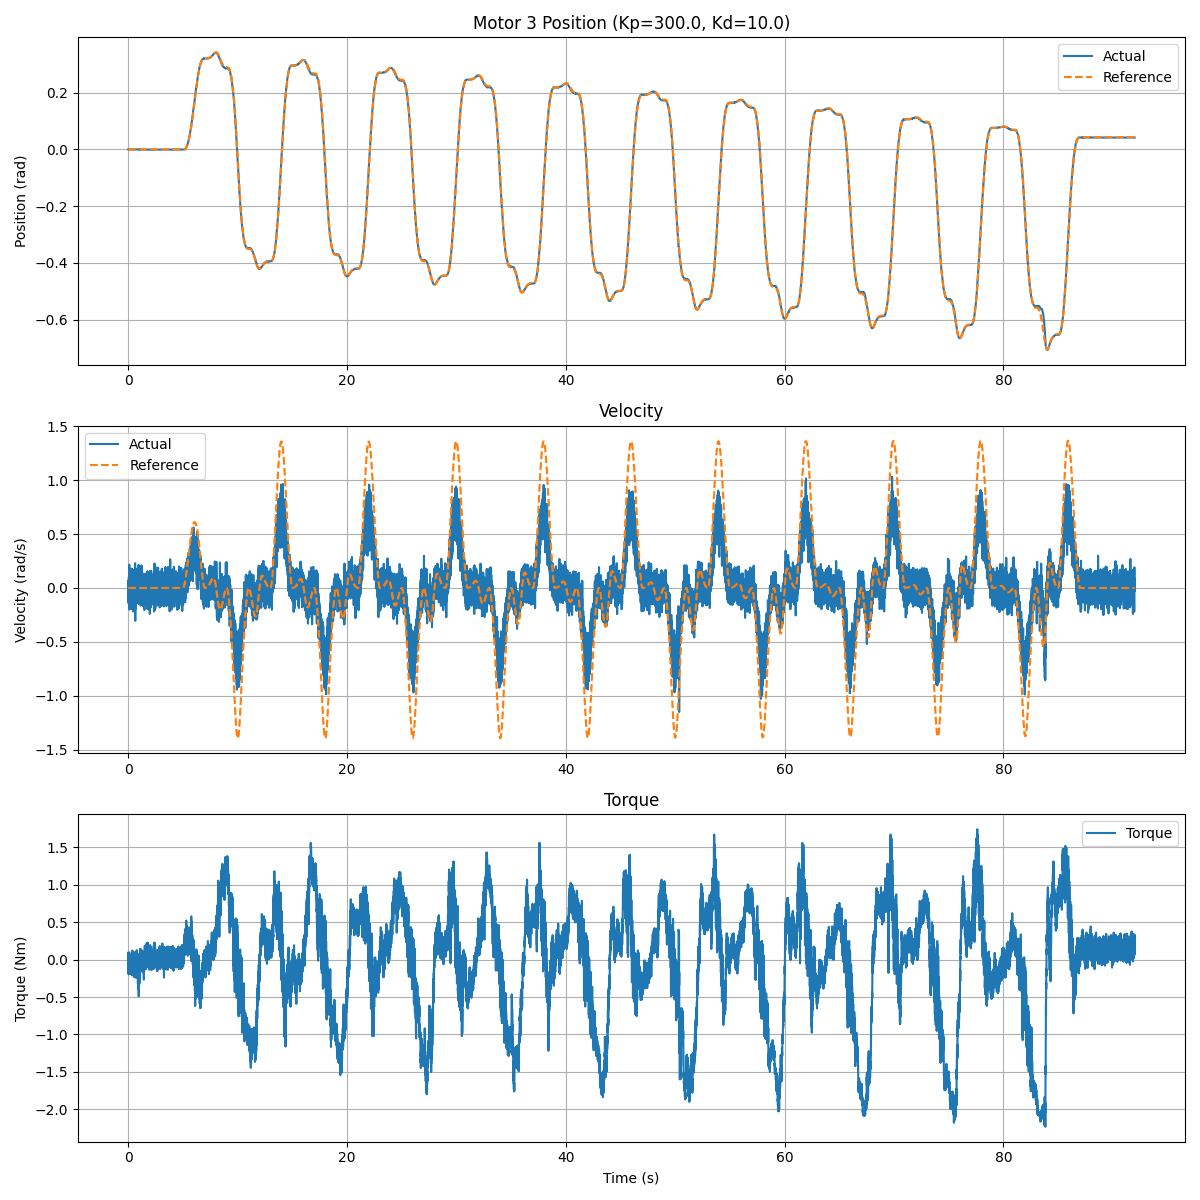 Motor 3 Position (Kp=300.0, Kd=10.0)
Actual
Reference
0.2
0.0
−0.2
−0.4
−0.6
Position (rad)
0 20 40 60 80
Velocity
Actual
Reference
1.5
1.0
0.5
0.0
−0.5
−1.0
−1.5
Velocity (rad/s)
0 20 40 60 80
Torque
Torque
1.5
1.0
0.5
0.0
−0.5
−1.0
−1.5
−2.0
Torque (Nm)
0 20 40 60 80
Time (s)